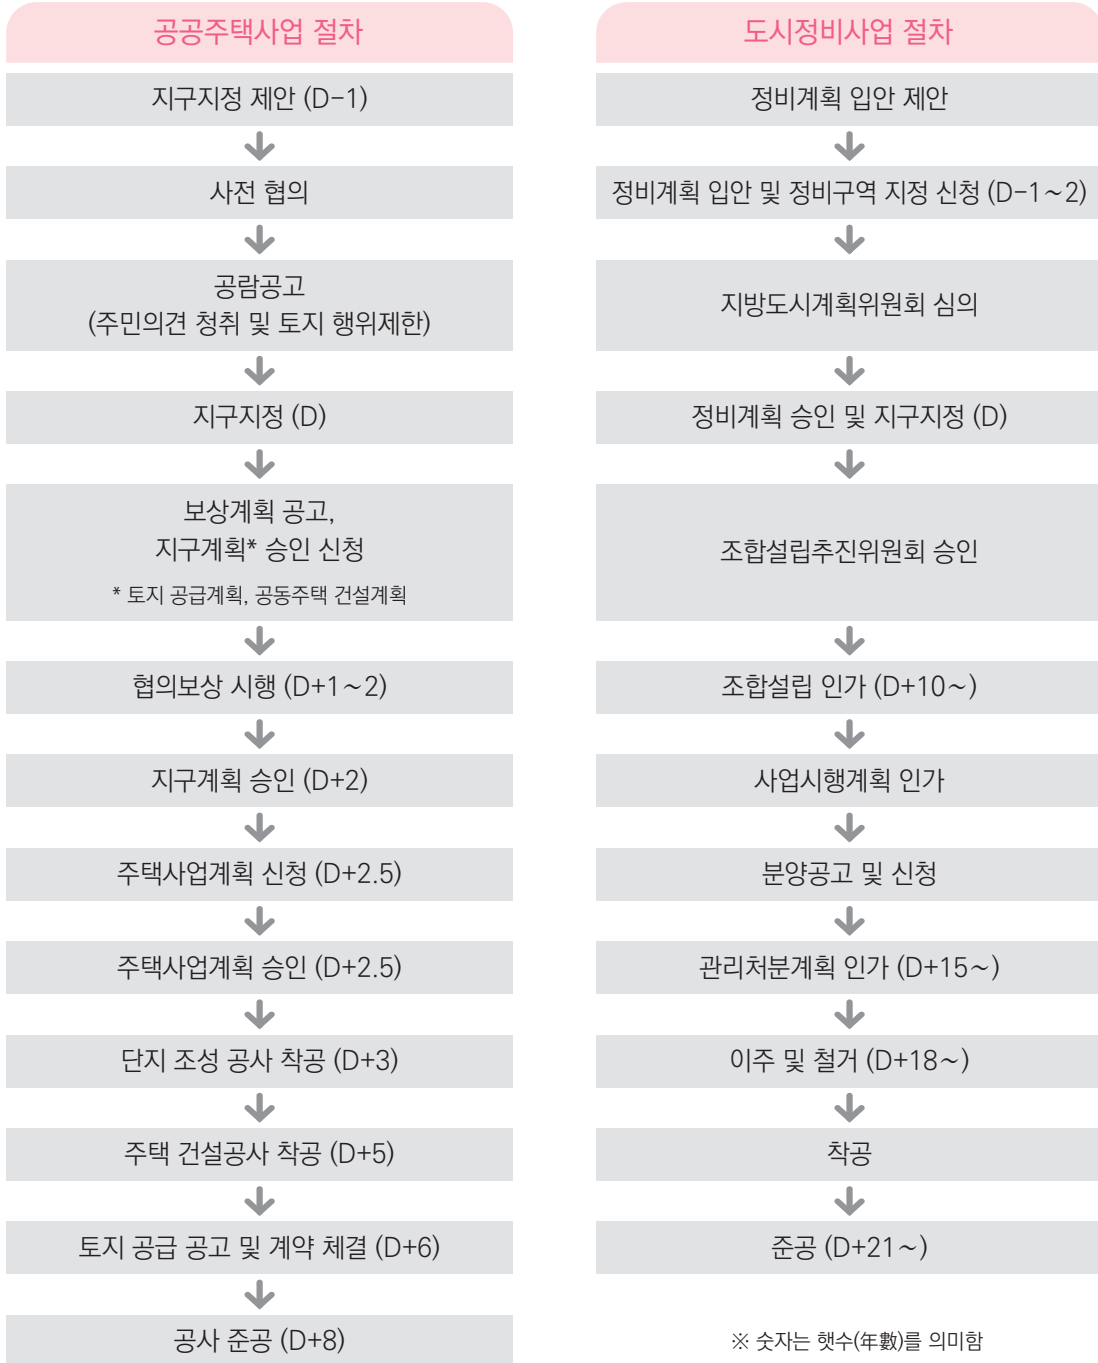 공공주택사업 절차
지구지정 제안 (D-1)
사전 협의
공람공고
(주민의견 청취 및 토지 행위제한)
지구지정 (D)
보상계획 공고,
지구계획* 승인 신청
* 토지 공급계획, 공동주택 건설계획
협의보상 시행 (D+1~2)
지구계획 승인 (D+2)
주택사업계획 신청 (D+2.5)
주택사업계획 승인 (D+2.5)
단지 조성 공사 착공 (D+3)
주택 건설공사 착공 (D+5)
토지 공급 공고 및 계약 체결 (D+6)
공사 준공 (D+8)
도시정비사업 절차
정비계획 입안 제안
정비계획 입안 및 정비구역 지정 신청 (D-1~2)
지방도시계획위원회 심의
정비계획 승인 및 지구지정 (D)
조합설립추진위원회 승인
조합설립 인가 (D+10~)
사업시행계획 인가
분양공고 및 신청
관리처분계획 인가 (D+15~)
이주 및 철거 (D+18~)
착공
준공 (D+21~)
※ 숫자는 햇수(年數)를 의미함